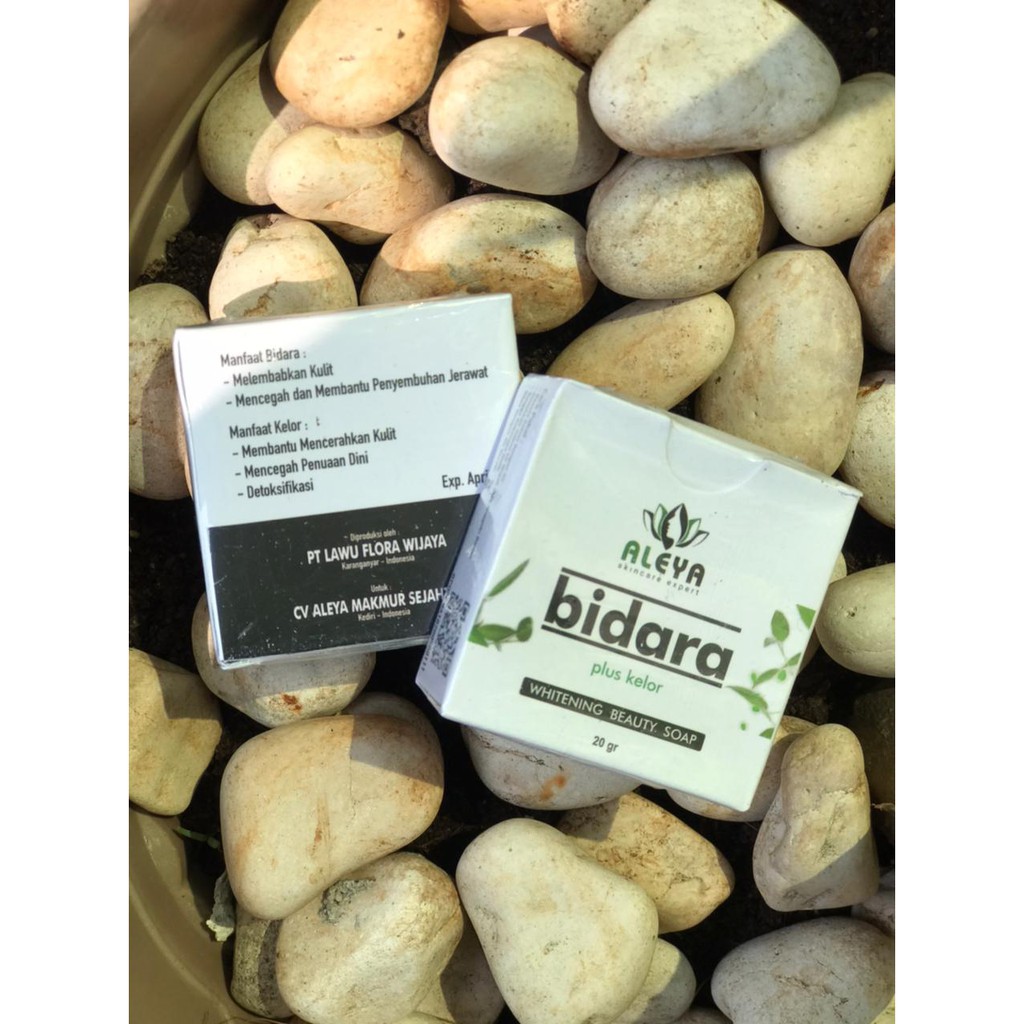 Manfaat Bidara :
- Melembabkan Kulit
- Mencegah dan Membantu Penyembuhan Jerawat
Manfaat Kelor :
- Membantu Mencerahkan Kulit
- Mencegah Penuaan Dini
- Detoksifikasi
Exp. Apri
- Diproduksi oleh :
PT LAWU FLORA WIJAYA
Karanganyar - Indonesia
Untuk :
CV ALEYA MAKMUR SEJAH
Kediri - Indonesia
ALEYA
skincare expert
bidara
plus kelor
WHITENING BEAUTY SOAP
20 gr